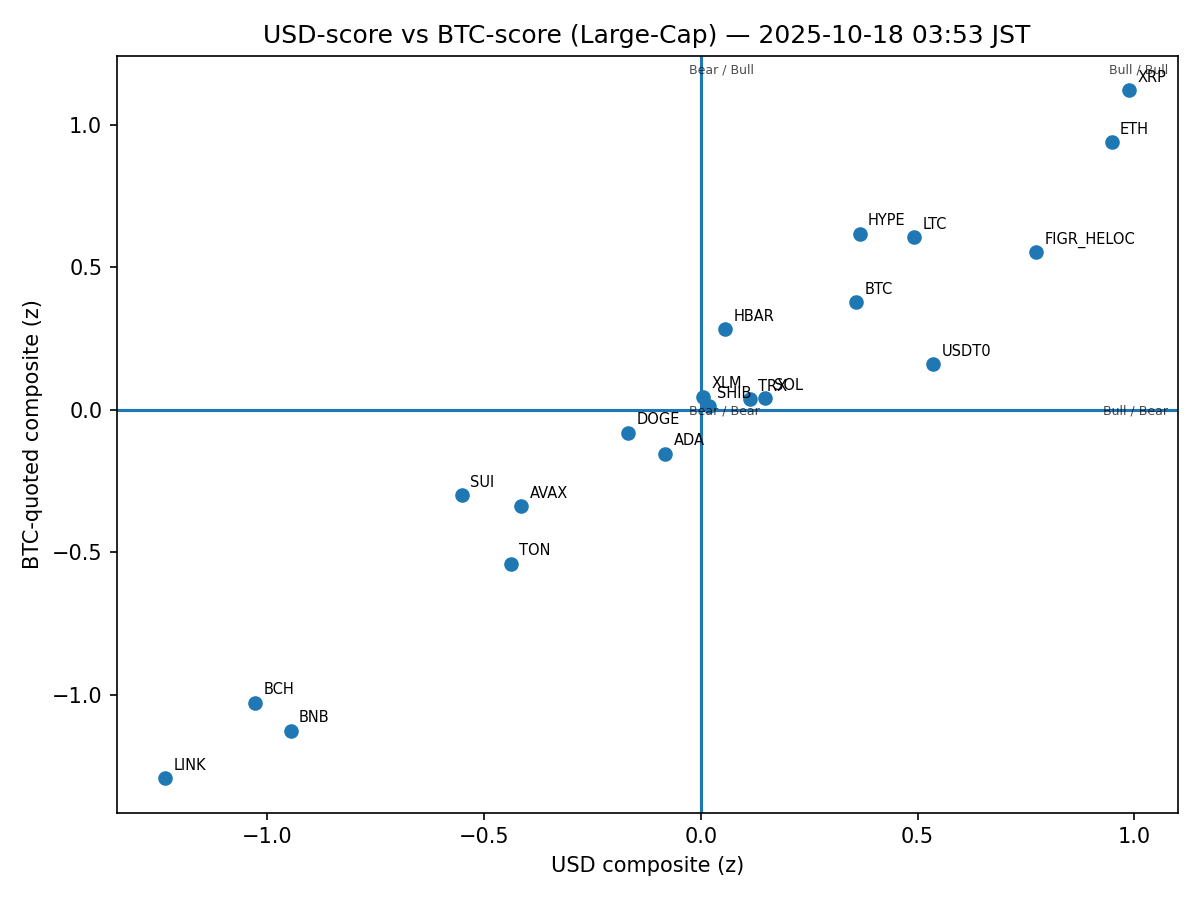 USD-score vs BTC-score (Large-Cap) — 2025-10-18 03:53 JST
Bear / Bull
Bull / Bull
XRP
ETH
HYPE
LTC
FIGR_HELOC
BTC
HBAR
USDT0
XLM
SHIB
TRX
SOL
Bear / Bear
Bull / Bear
DOGE
ADA
SUI
AVAX
TON
BCH
BNB
LINK
1.0
0.5
0.0
−0.5
−1.0
BTC-quoted composite (z)
−1.0
−0.5
0.0
0.5
1.0
USD composite (z)